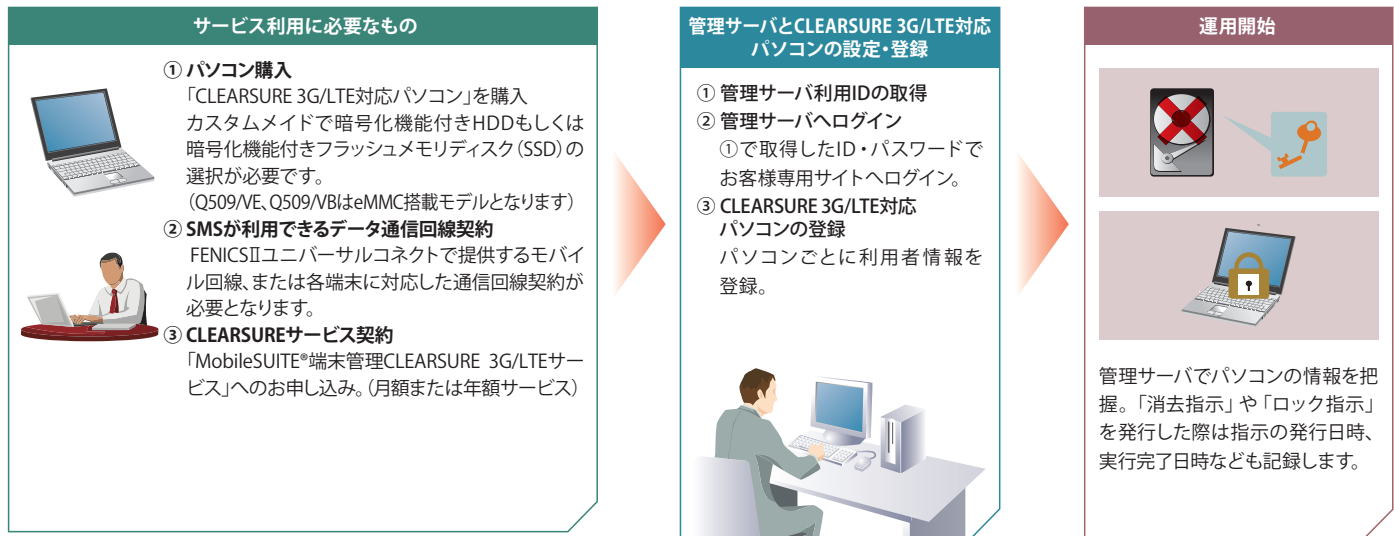 サービス利用に必要なもの
① パソコン購入
「CLEARSURE 3G/LTE対応パソコン」を購入
カスタムメイドで暗号化機能付きHDDもしくは
暗号化機能付きフラッシュメモリディスク(SSD)の
選択が必要です。
(Q509/VE、Q509/VBはeMMC搭載モデルとなります)
② SMSが利用できるデータ通信回線契約
FENICSⅡユニバーサルコネクトで提供するモバイ
ル回線、または各端末に対応した通信回線契約が
必要となります。
③ CLEARSUREサービス契約
「MobileSUITE®端末管理CLEARSURE 3G/LTEサー
ビス」へのお申し込み。(月額または年額サービス)
管理サーバとCLEARSURE 3G/LTE対応
パソコンの設定・登録
① 管理サーバ利用IDの取得
② 管理サーバへログイン
①で取得したID・パスワードで
お客様専用サイトへログイン。
③ CLEARSURE 3G/LTE対応
パソコンの登録
パソコンごとに利用者情報を
登録。
運用開始
管理サーバでパソコンの情報を把
握。「消去指示」や「ロック指示」
を発行した際は指示の発行日時、
実行完了日時なども記録します。